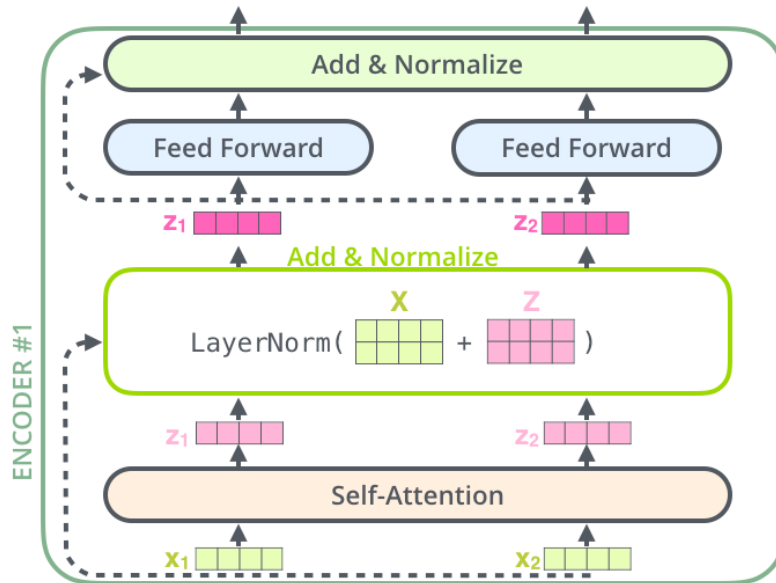 Add & Normalize
Feed Forward
Feed Forward
z1
z2
Add & Normalize
X
Z
LayerNorm( + )
z1
z2
Self-Attention
x1
x2
ENCODER #1